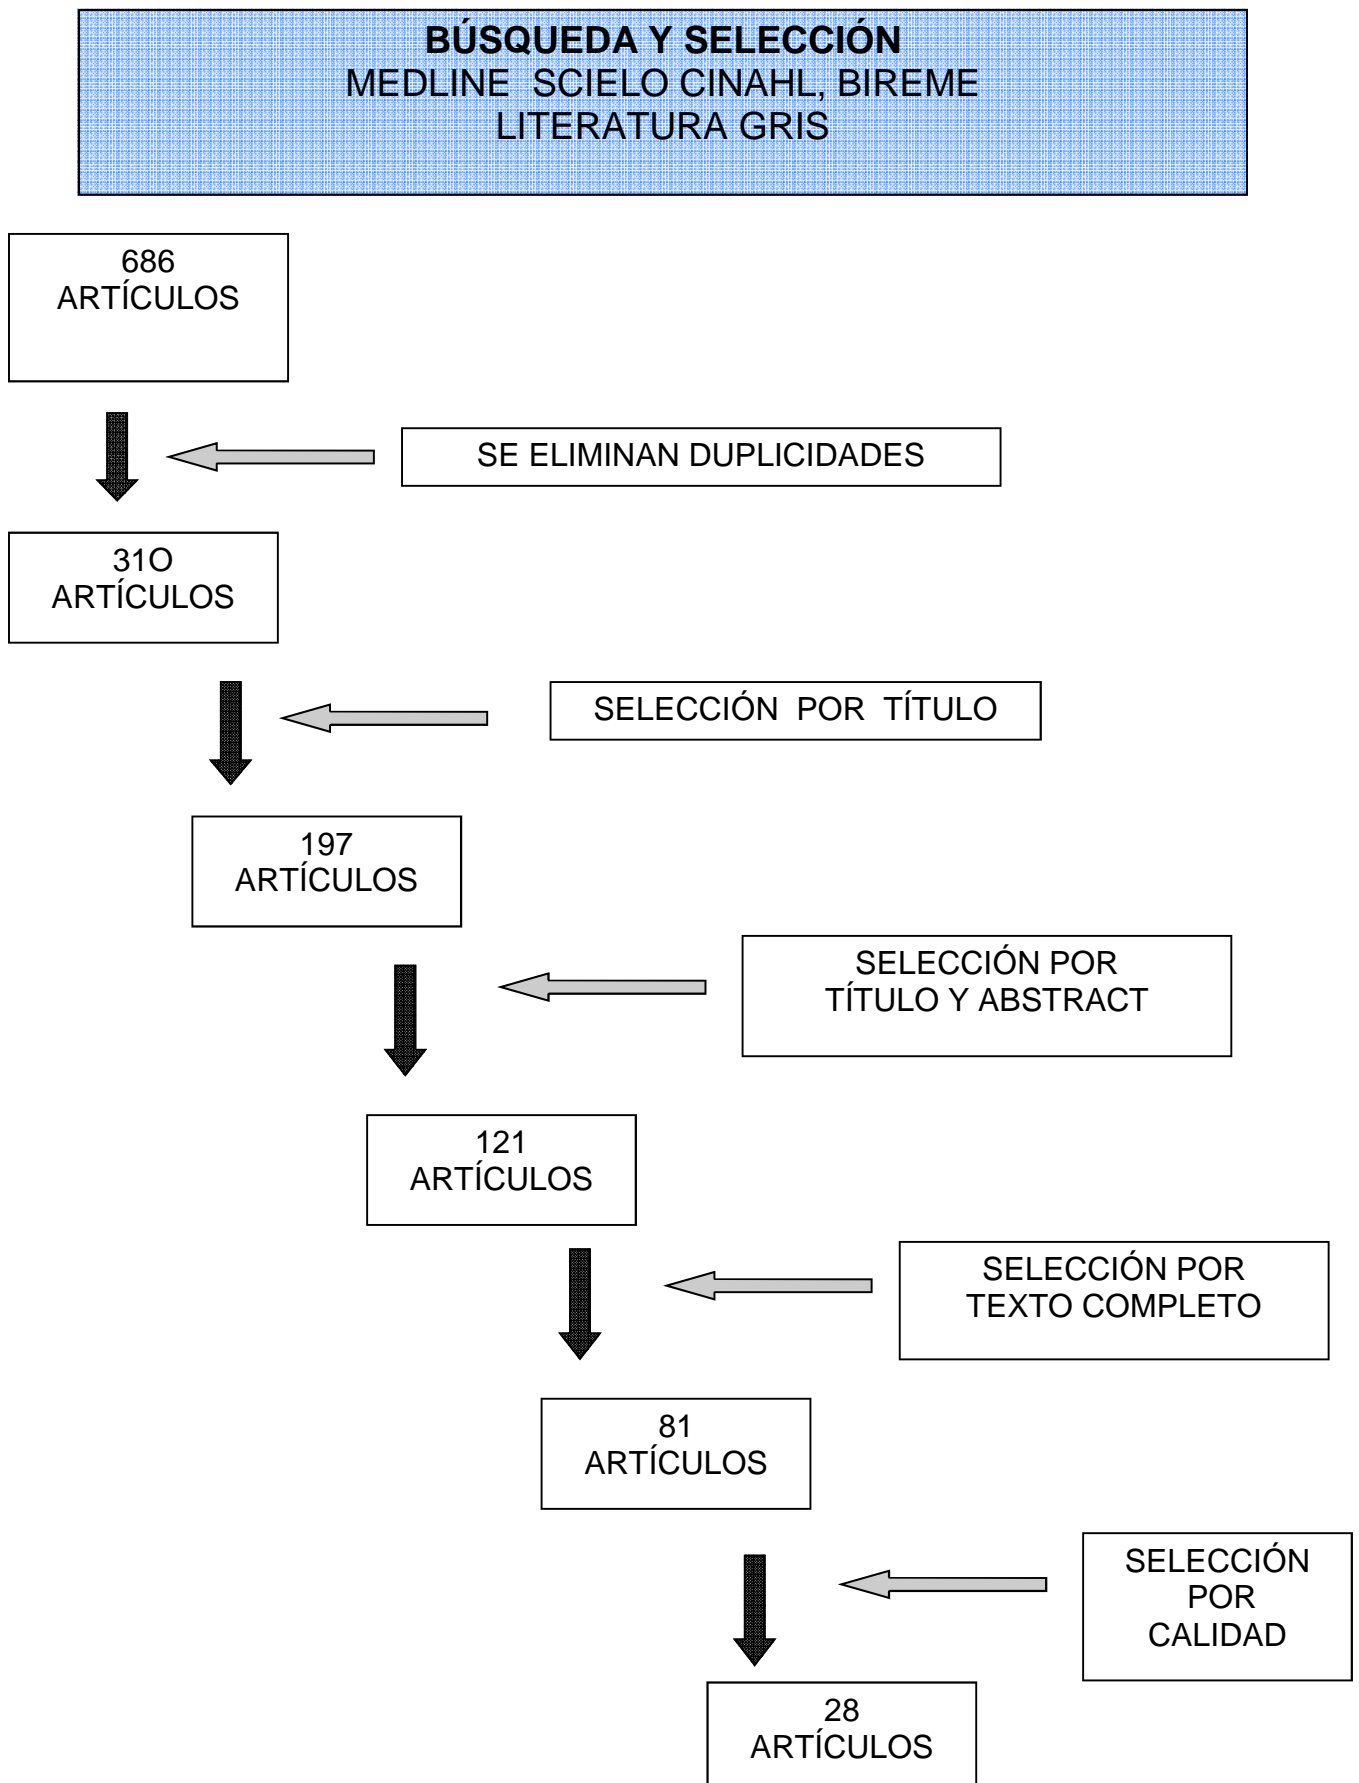 BÚSQUEDA Y SELECCIÓN
MEDLINE SCIELO CINAHL, BIREME
LITERATURA GRIS
686
ARTÍCULOS
SE ELIMINAN DUPLICIDADES
31O
ARTÍCULOS
SELECCIÓN POR TÍTULO
197
ARTÍCULOS
SELECCIÓN POR
TÍTULO Y ABSTRACT
121
ARTÍCULOS
SELECCIÓN POR
TEXTO COMPLETO
81
ARTÍCULOS
SELECCIÓN
POR
CALIDAD
28
ARTÍCULOS